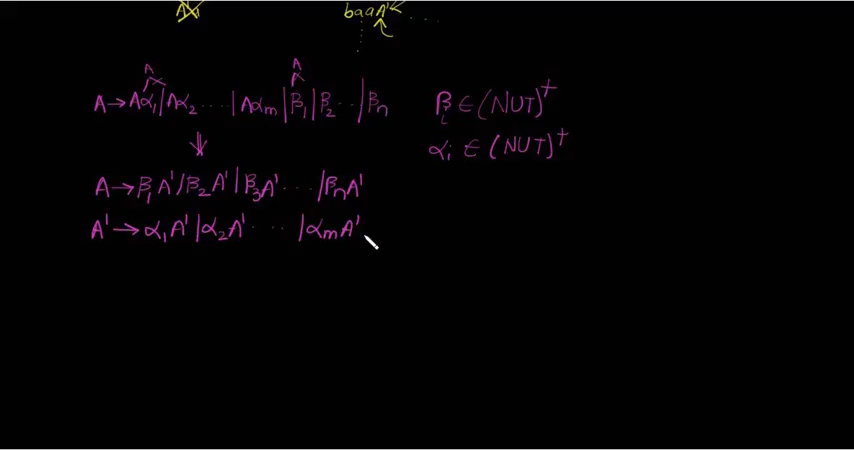 baaA'
A A
A → Aα₁ | Aα₂ .... | Aαm | β₁ | β₂ .. | βn βi ∈ (NUT)⁺
⇓ αi ∈ (NUT)⁺
A → β₁A' / β₂A' | β₃A' ... | βnA'
A' → α₁A' | α₂A' .... | αmA'